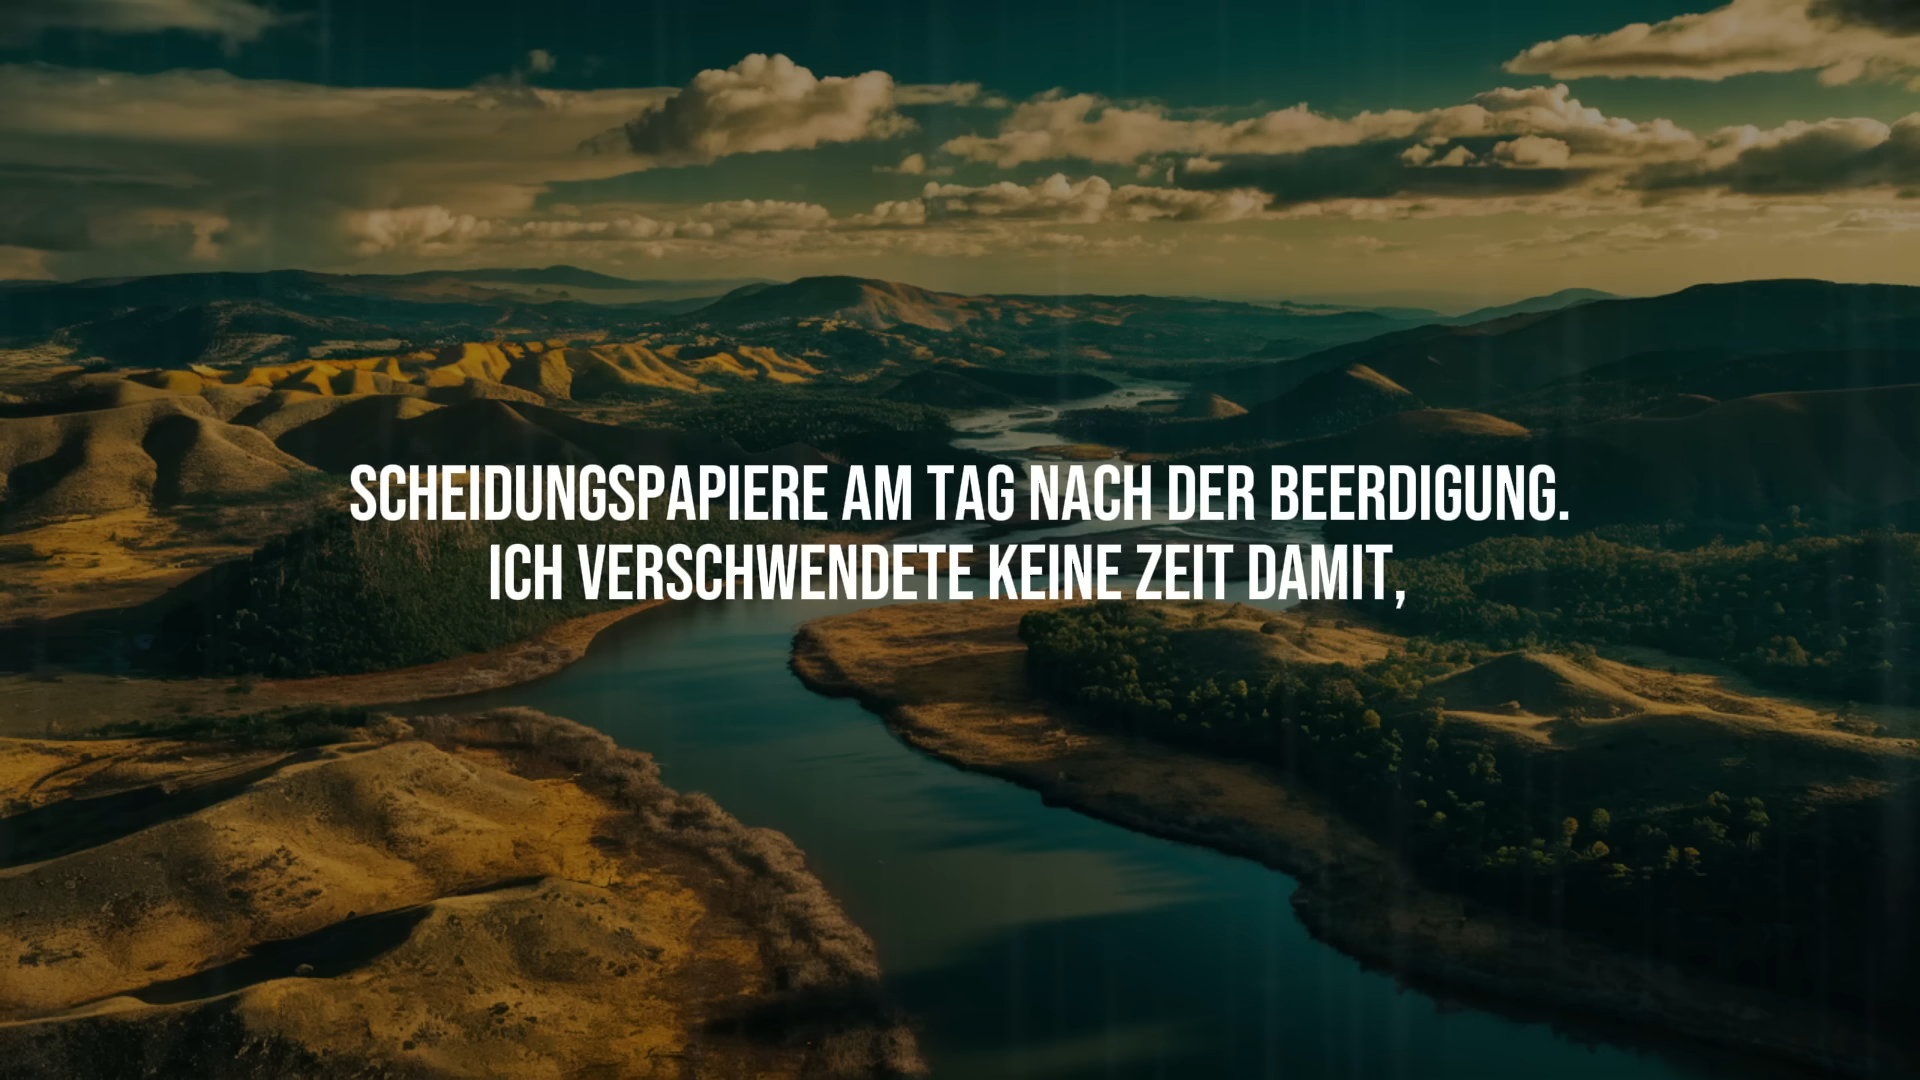 SCHEIDUNGSPAPIERE AM TAG NACH DER BEERDIGUNG.
ICH VERSCHWENDETE KEINE ZEIT DAMIT,